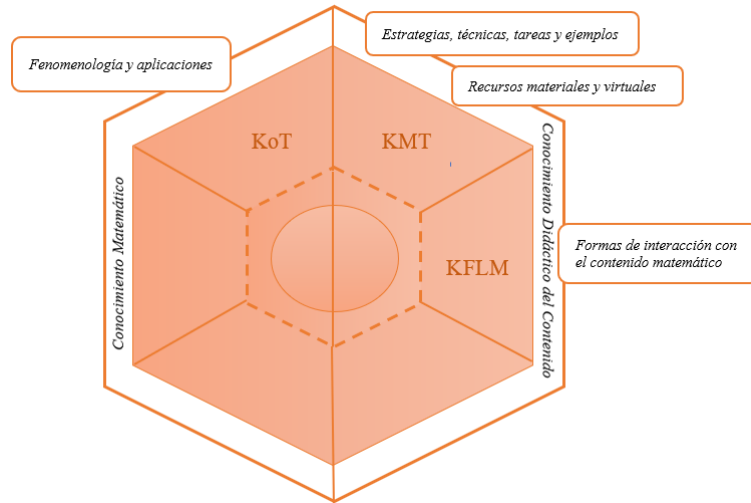 Estrategias, técnicas, tareas y ejemplos
Fenomenología y aplicaciones
Recursos materiales y virtuales
KoT
KMT
Conocimiento Matemático
Conocimiento Didáctico del Contenido
KFLM
Formas de interacción con
el contenido matemático